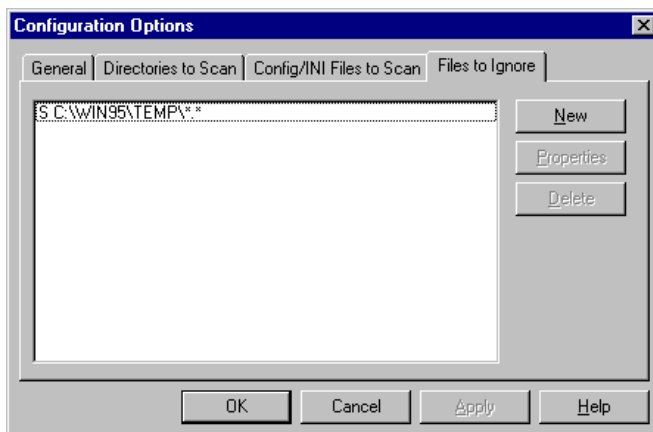 Configuration Options
General Directories to Scan Config/INI Files to Scan Files to Ignore
S C:\WIN95\TEMP\*.*
New
Properties
Delete
OK Cancel Apply Help